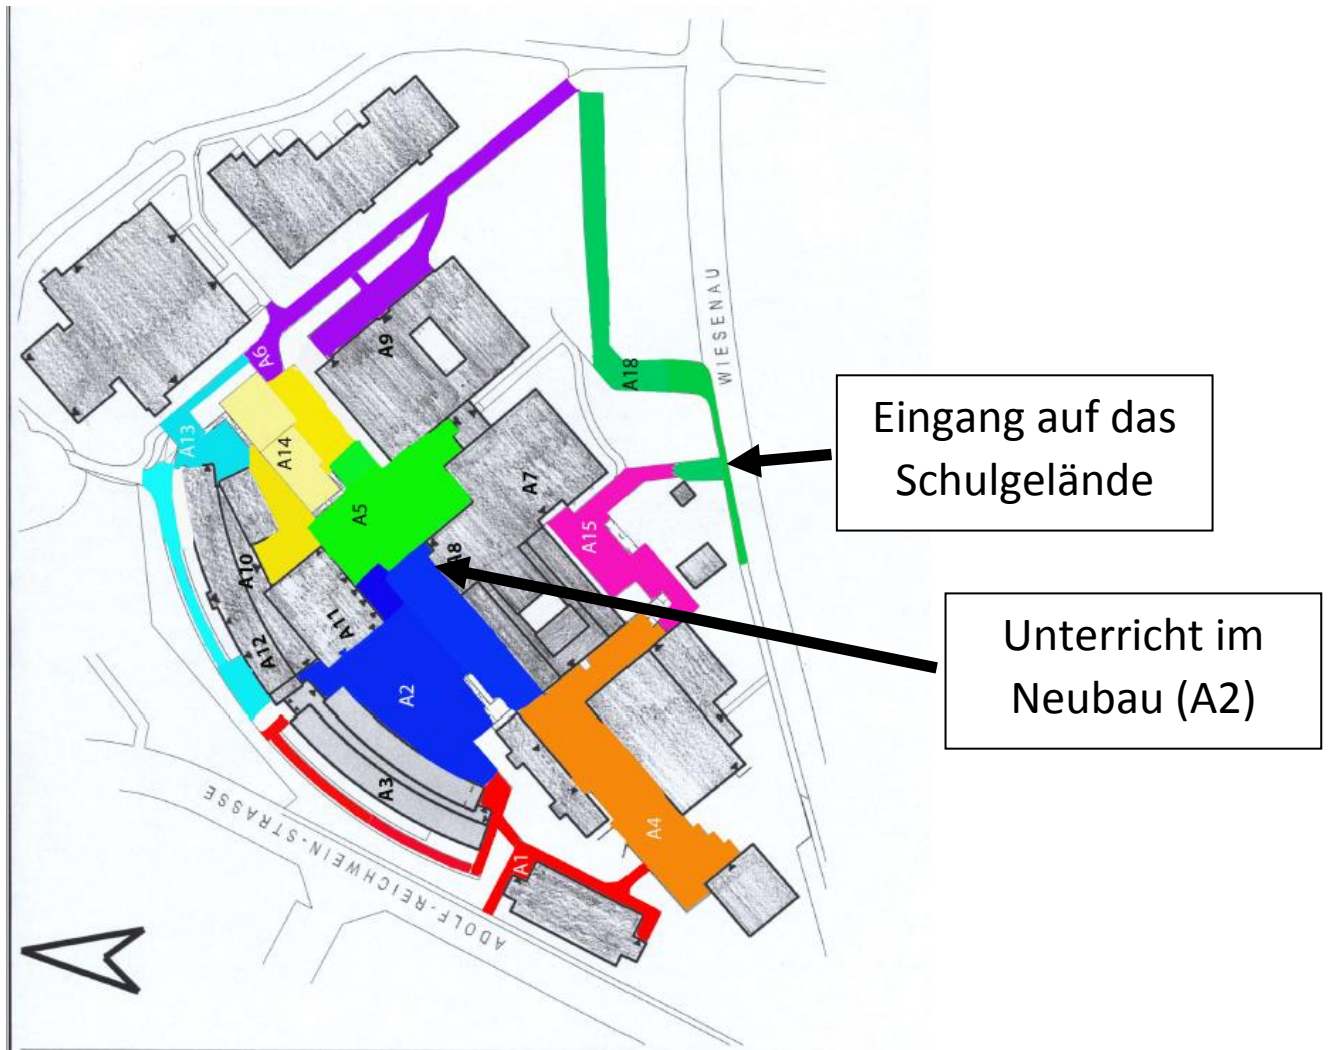 WIESENAU
A9
A6
A18
A13
A14
A7
A5
A15
A8
A10
A11
A12
A2
A3
A4
A1
ADOLF-REICHWEIN-STRASSE
Eingang auf das
Schulgelände
Unterricht im
Neubau (A2)